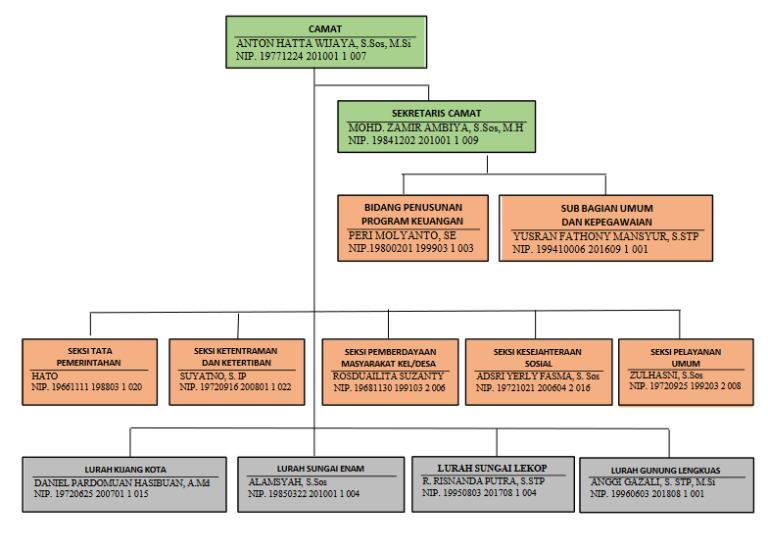 CAMAT
ANTON HATTA WIJAYA, S.Sos, M.Si
NIP. 19771224 201001 1 007
SEKRETARIS CAMAT
MOHD. ZAMIR AMBIYA, S.Sos, M.H
NIP. 19841202 201001 1 009
BIDANG PENUSUNAN
PROGRAM KEUANGAN
PERI MOLYANTO, SE
NIP.19800201 199903 1 003
SUB BAGIAN UMUM
DAN KEPEGAWAIAN
YUSRAN FATHONY MANSYUR, S.STP
NIP. 199410006 201609 1 001
SEKSI TATA
PEMERINTAHAN
HATO
NIP. 19661111 198803 1 020
SEKSI KETENTRAMAN
DAN KETERTIBAN
SUYATNO, S. IP
NIP. 19720916 200801 1 022
SEKSI PEMBERDAYAAN
MASYARAKAT KEL/DESA
ROSDUAILITA SUZANTY
NIP. 19681130 199103 2 006
SEKSI KESEJAHTERAAN
SOSIAL
ADSRI YERLY FASMA, S. Sos
NIP. 19721021 200604 2 016
SEKSI PELAYANAN
UMUM
ZULHASNI, S.Sos
NIP. 19720925 199203 2 008
LURAH KIJANG KOTA
DANIEL PARDOMUAN HASIBUAN, A.Md
NIP. 19720625 200701 1 015
LURAH SUNGAI ENAM
ALAMSYAH, S.Sos
NIP. 19850322 201001 1 004
LURAH SUNGAI LEKOP
R. RISNANDA PUTRA, S.STP
NIP. 19950803 201708 1 004
LURAH GUNUNG LENGKUAS
ANGGI GAZALI, S. STP, M.Si
NIP. 19960603 201808 1 001